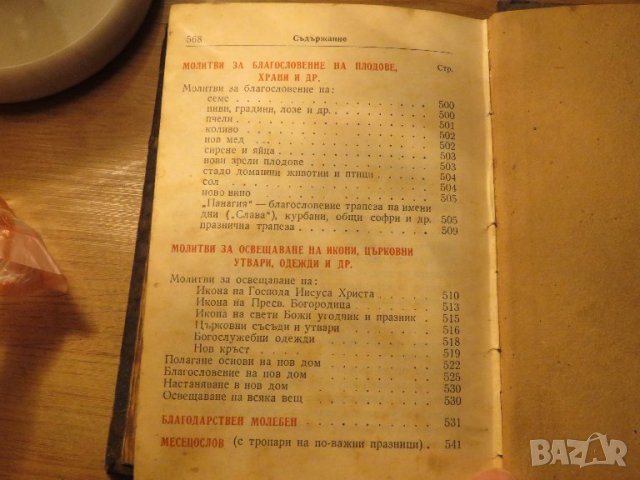 568 Съдържание
МОЛИТВИ ЗА БЛАГОСЛОВЕНИЕ НА ПЛОДОВЕ, Стр.
ХРАНИ И ДР.
Молитви за благословение на:
семе . . . 500
ниви, градини, лозе и др. . . . 500
пчели . . . 501
коливо . . . 502
нов мед . . . 502
сирене и яйца . . . 503
нови зрели плодове . . . 503
стадо домашни животни и птици . . . 504
сол . . . 504
ново вино . . . 505
„Панагия“ — благословение трапеза на имени
дни („Слава“), курбани, общи софри и др. 505
празнична трапеза . . . 509
МОЛИТВИ ЗА ОСВЕЩАВАНЕ НА ИКОНИ, ЦЪРКОВНИ
УТВАРИ, ОДЕЖДИ И ДР.
Молитви за освещаване на:
Икона на Господа Иисуса Христа . . . 510
Икона на Пресв. Богородица . . . 513
Икона на свети Божи угодник и празник . 515
Църковни съсъди и утвари . . . 516
Богослужебни одежди . . . 518
Нов кръст . . . 519
Полагане основи на нов дом . . . 522
Благословение на нов дом . . . 525
Настаняване в нов дом . . . 530
Освещаване на всяка вещ . . . 530
БЛАГОДАРСТВЕН МОЛЕБЕН . . . 531
МЕСЕЦОСЛОВ (с тропари на по-важни празници) . 541
BAZAR.bg